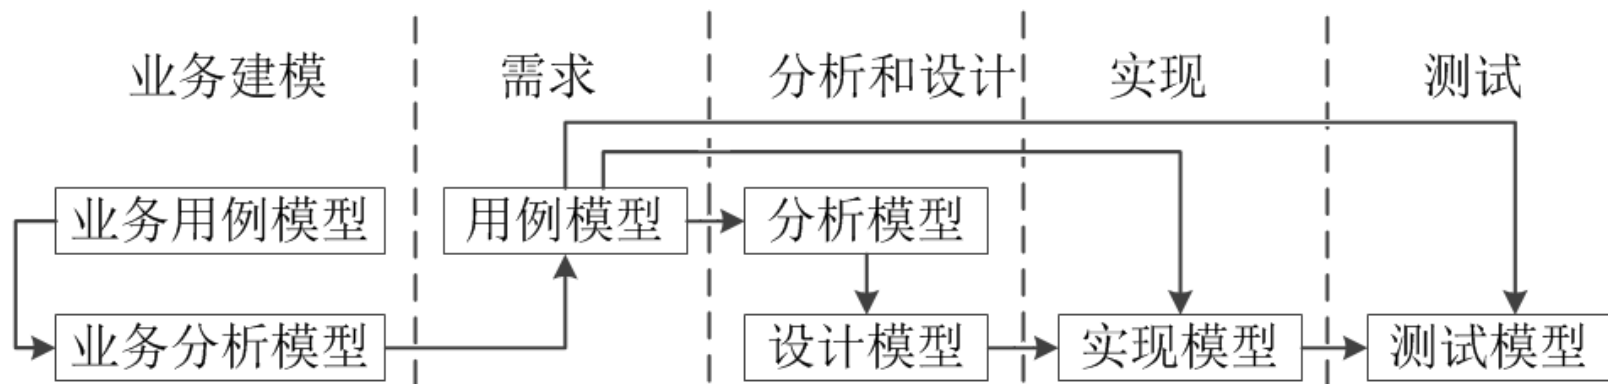 业务建模
需求
分析和设计
实现
测试
业务用例模型
用例模型
分析模型
业务分析模型
设计模型
实现模型
测试模型